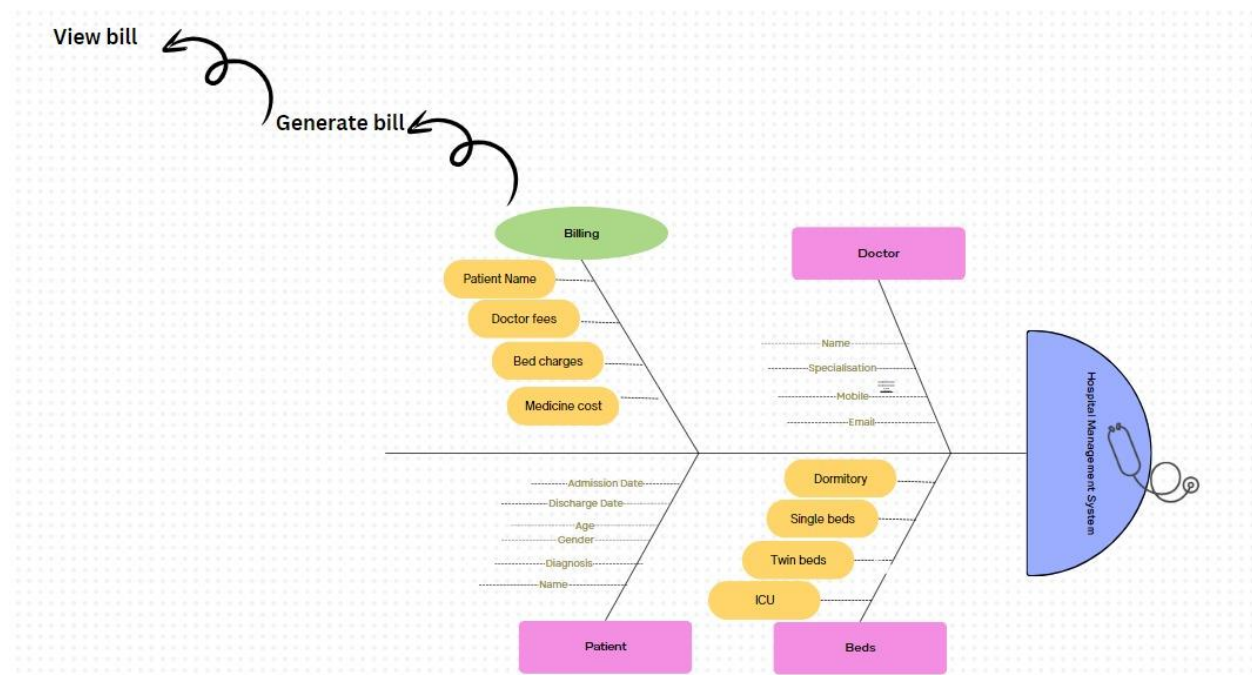 View bill
Generate bill
Billing
Doctor
Patient Name
Doctor fees
Bed charges
Medicine cost
Name
Specialisation
Mobile
Email
Hospital Management System
Admission Date
Discharge Date
Age
Gender
Diagnosis
Name
Dormitory
Single beds
Twin beds
ICU
Patient
Beds